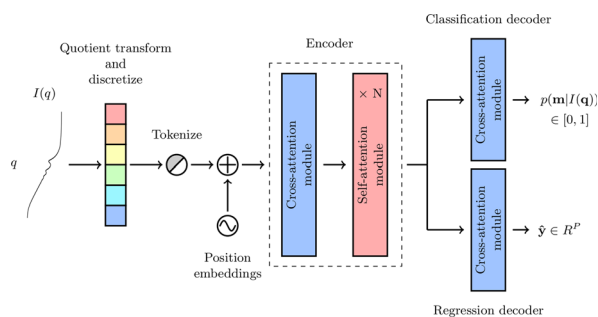 Classification decoder
Quotient transform
and
discretize
Encoder
I(q)
q
Tokenize
Position
embeddings
Cross-attention
module
× N
Self-attention
module
Cross-attention
module
p(m|I(q))
∈ [0, 1]
Cross-attention
module
ŷ ∈ R^P
Regression decoder